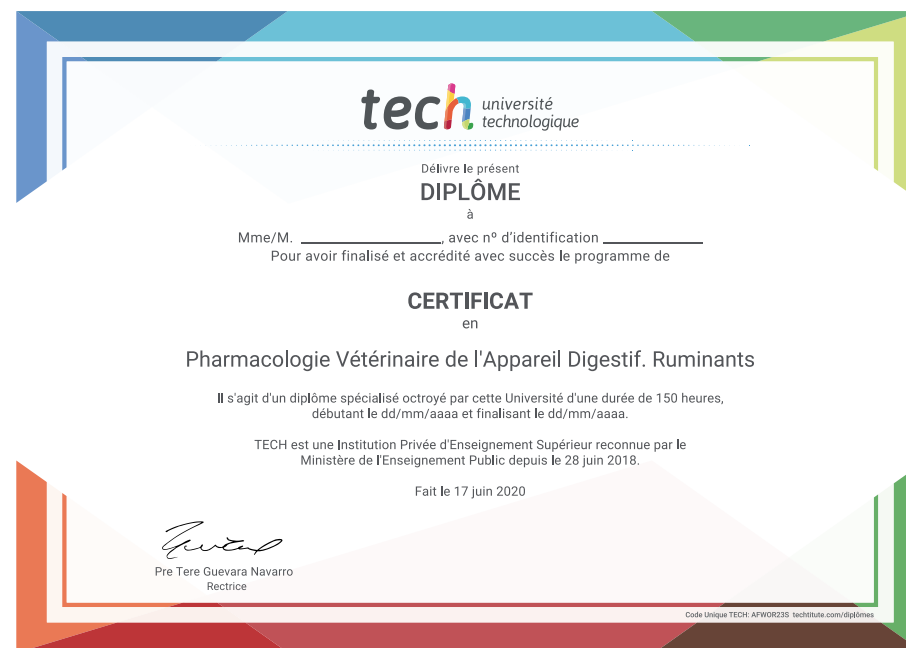 tech université
technologique
Délivre le présent
DIPLÔME
à
Mme/M. ____________________, avec nº d'identification ______________
Pour avoir finalisé et accrédité avec succès le programme de
CERTIFICAT
en
Pharmacologie Vétérinaire de l'Appareil Digestif. Ruminants
Il s'agit d'un diplôme spécialisé octroyé par cette Université d'une durée de 150 heures,
débutant le dd/mm/aaaa et finalisant le dd/mm/aaaa.
TECH est une Institution Privée d'Enseignement Supérieur reconnue par le
Ministère de l'Enseignement Public depuis le 28 juin 2018.
Fait le 17 juin 2020
Pre Tere Guevara Navarro
Rectrice
Code Unique TECH: AFWOR23S techtitute.com/diplômes